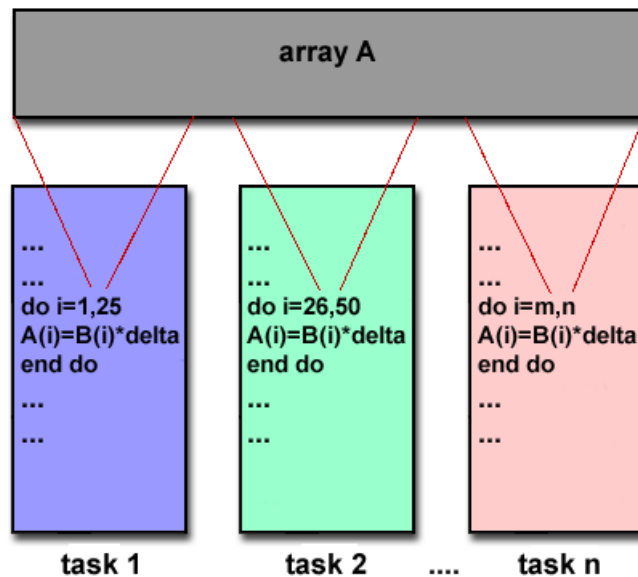 array A
...
...
do i=1,25
A(i)=B(i)*delta
end do
...
...
task 1
...
...
do i=26,50
A(i)=B(i)*delta
end do
...
...
task 2
....
...
...
do i=m,n
A(i)=B(i)*delta
end do
...
...
task n